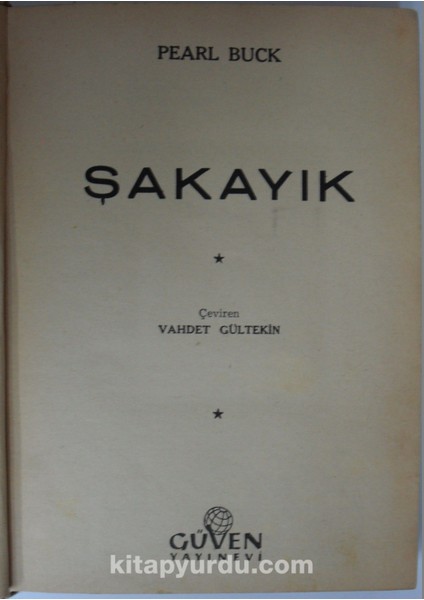 PEARL BUCK
ŞAKAYIK
Çeviren
VAHDET GÜLTEKİN
GÜVEN
YAYINEVİ
kitapyurdu.com